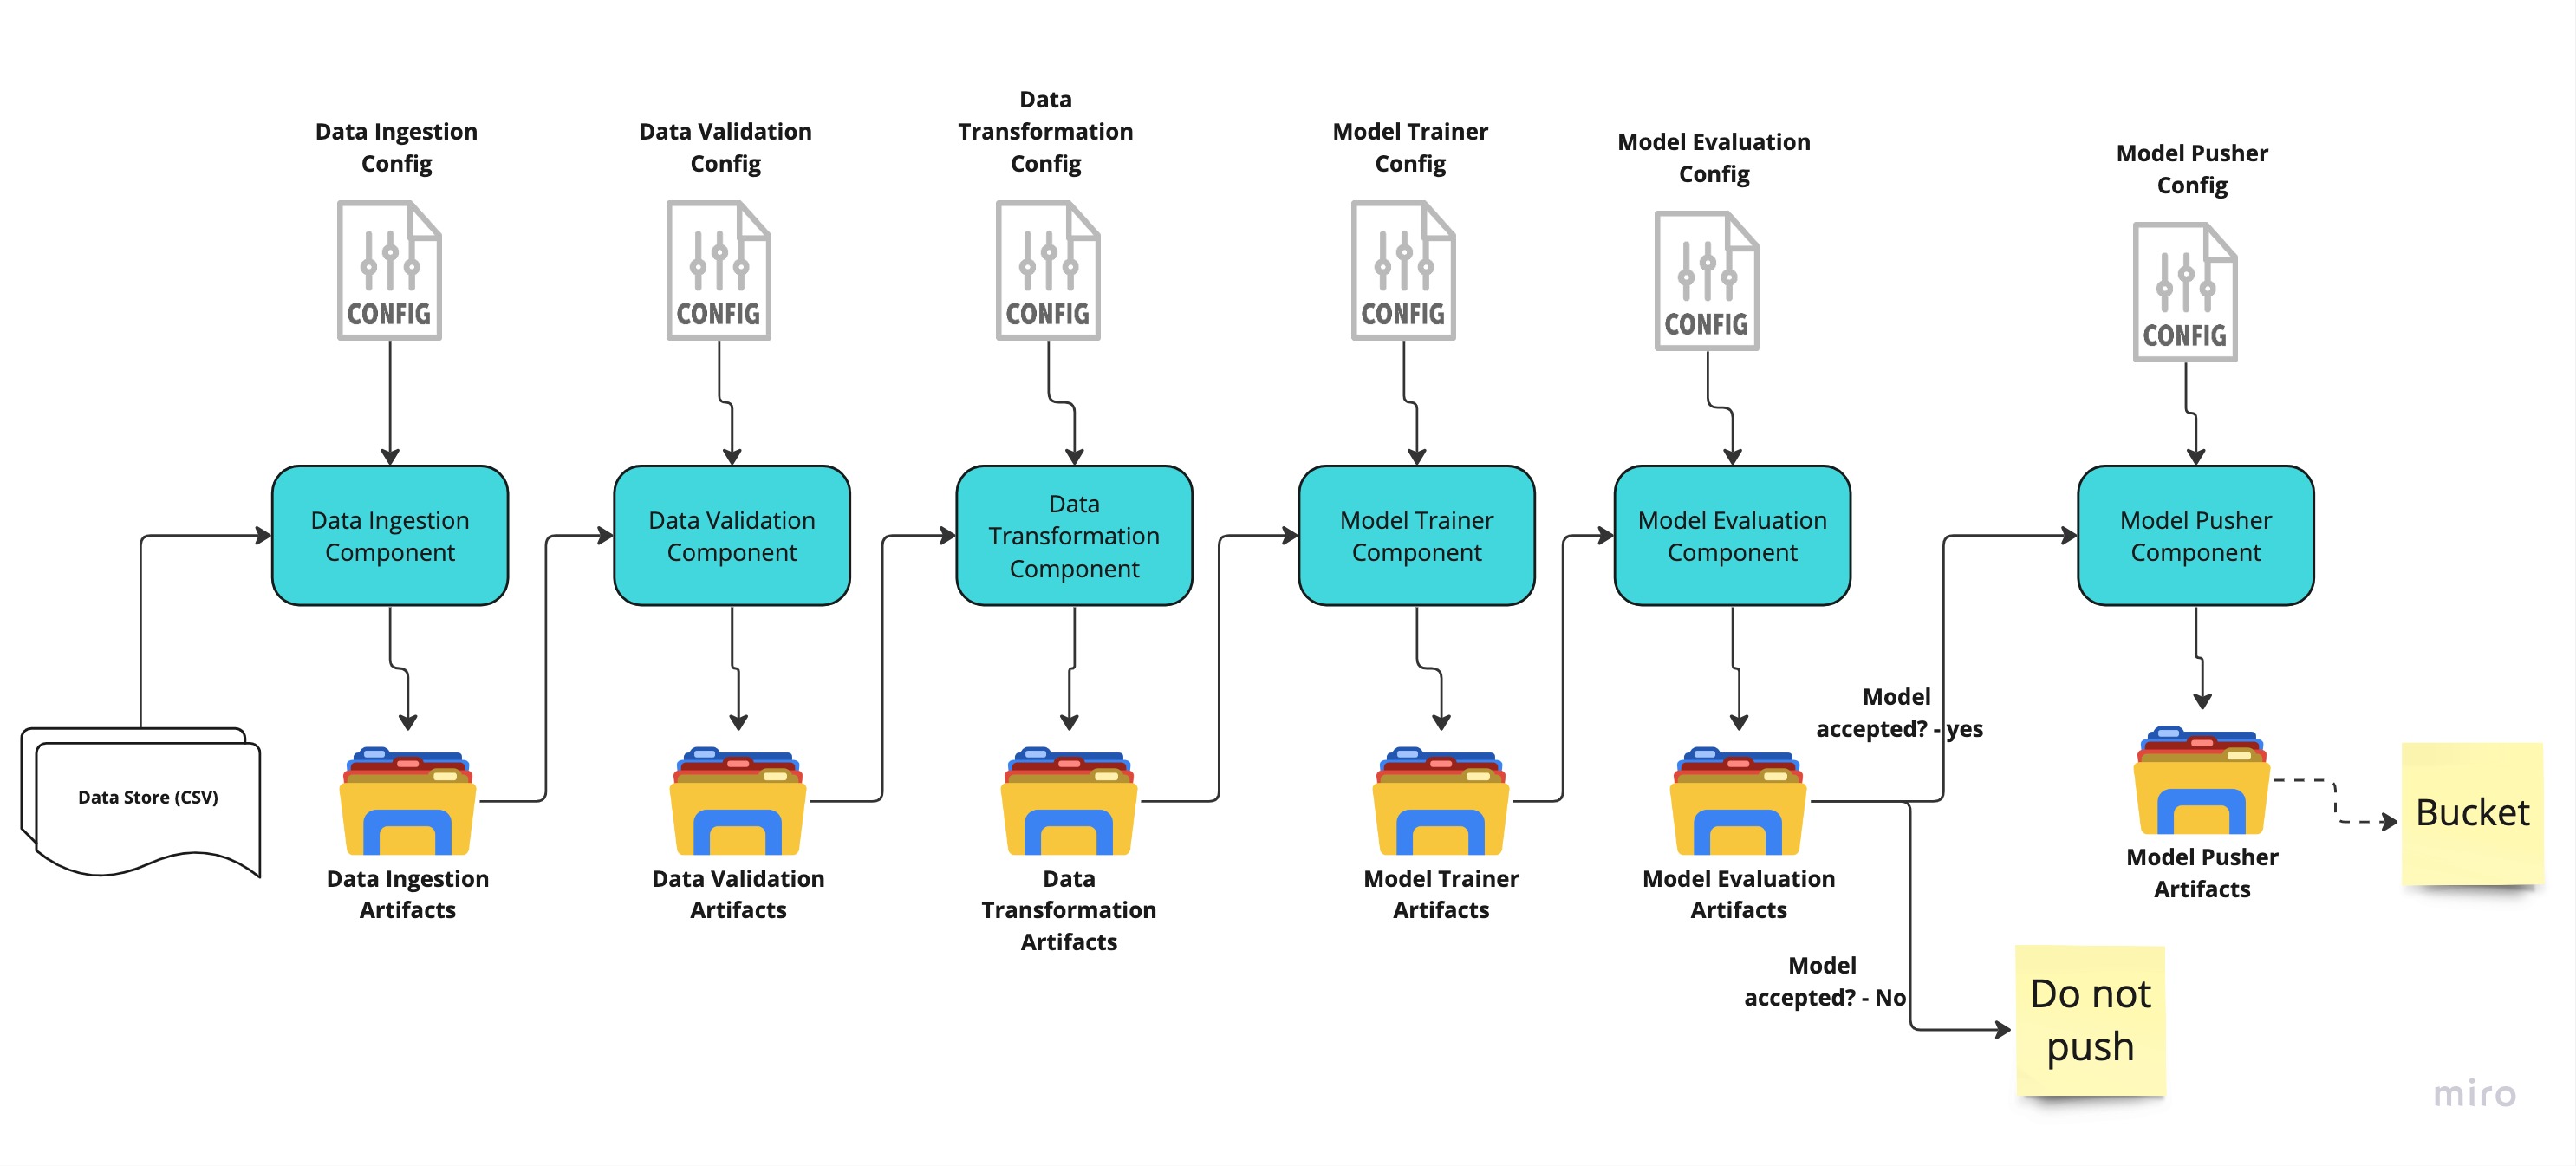 Data Ingestion
Config
Data Validation
Config
Data
Transformation
Config
Model Trainer
Config
Model Evaluation
Config
Model Pusher
Config
CONFIG
CONFIG
CONFIG
CONFIG
CONFIG
CONFIG
Data Ingestion
Component
Data Validation
Component
Data
Transformation
Component
Model Trainer
Component
Model Evaluation
Component
Model Pusher
Component
Model
accepted? - yes
Data Store (CSV)
Bucket
Data Ingestion
Artifacts
Data Validation
Artifacts
Data
Transformation
Artifacts
Model Trainer
Artifacts
Model Evaluation
Artifacts
Model Pusher
Artifacts
Model
accepted? - No
Do not
push
miro